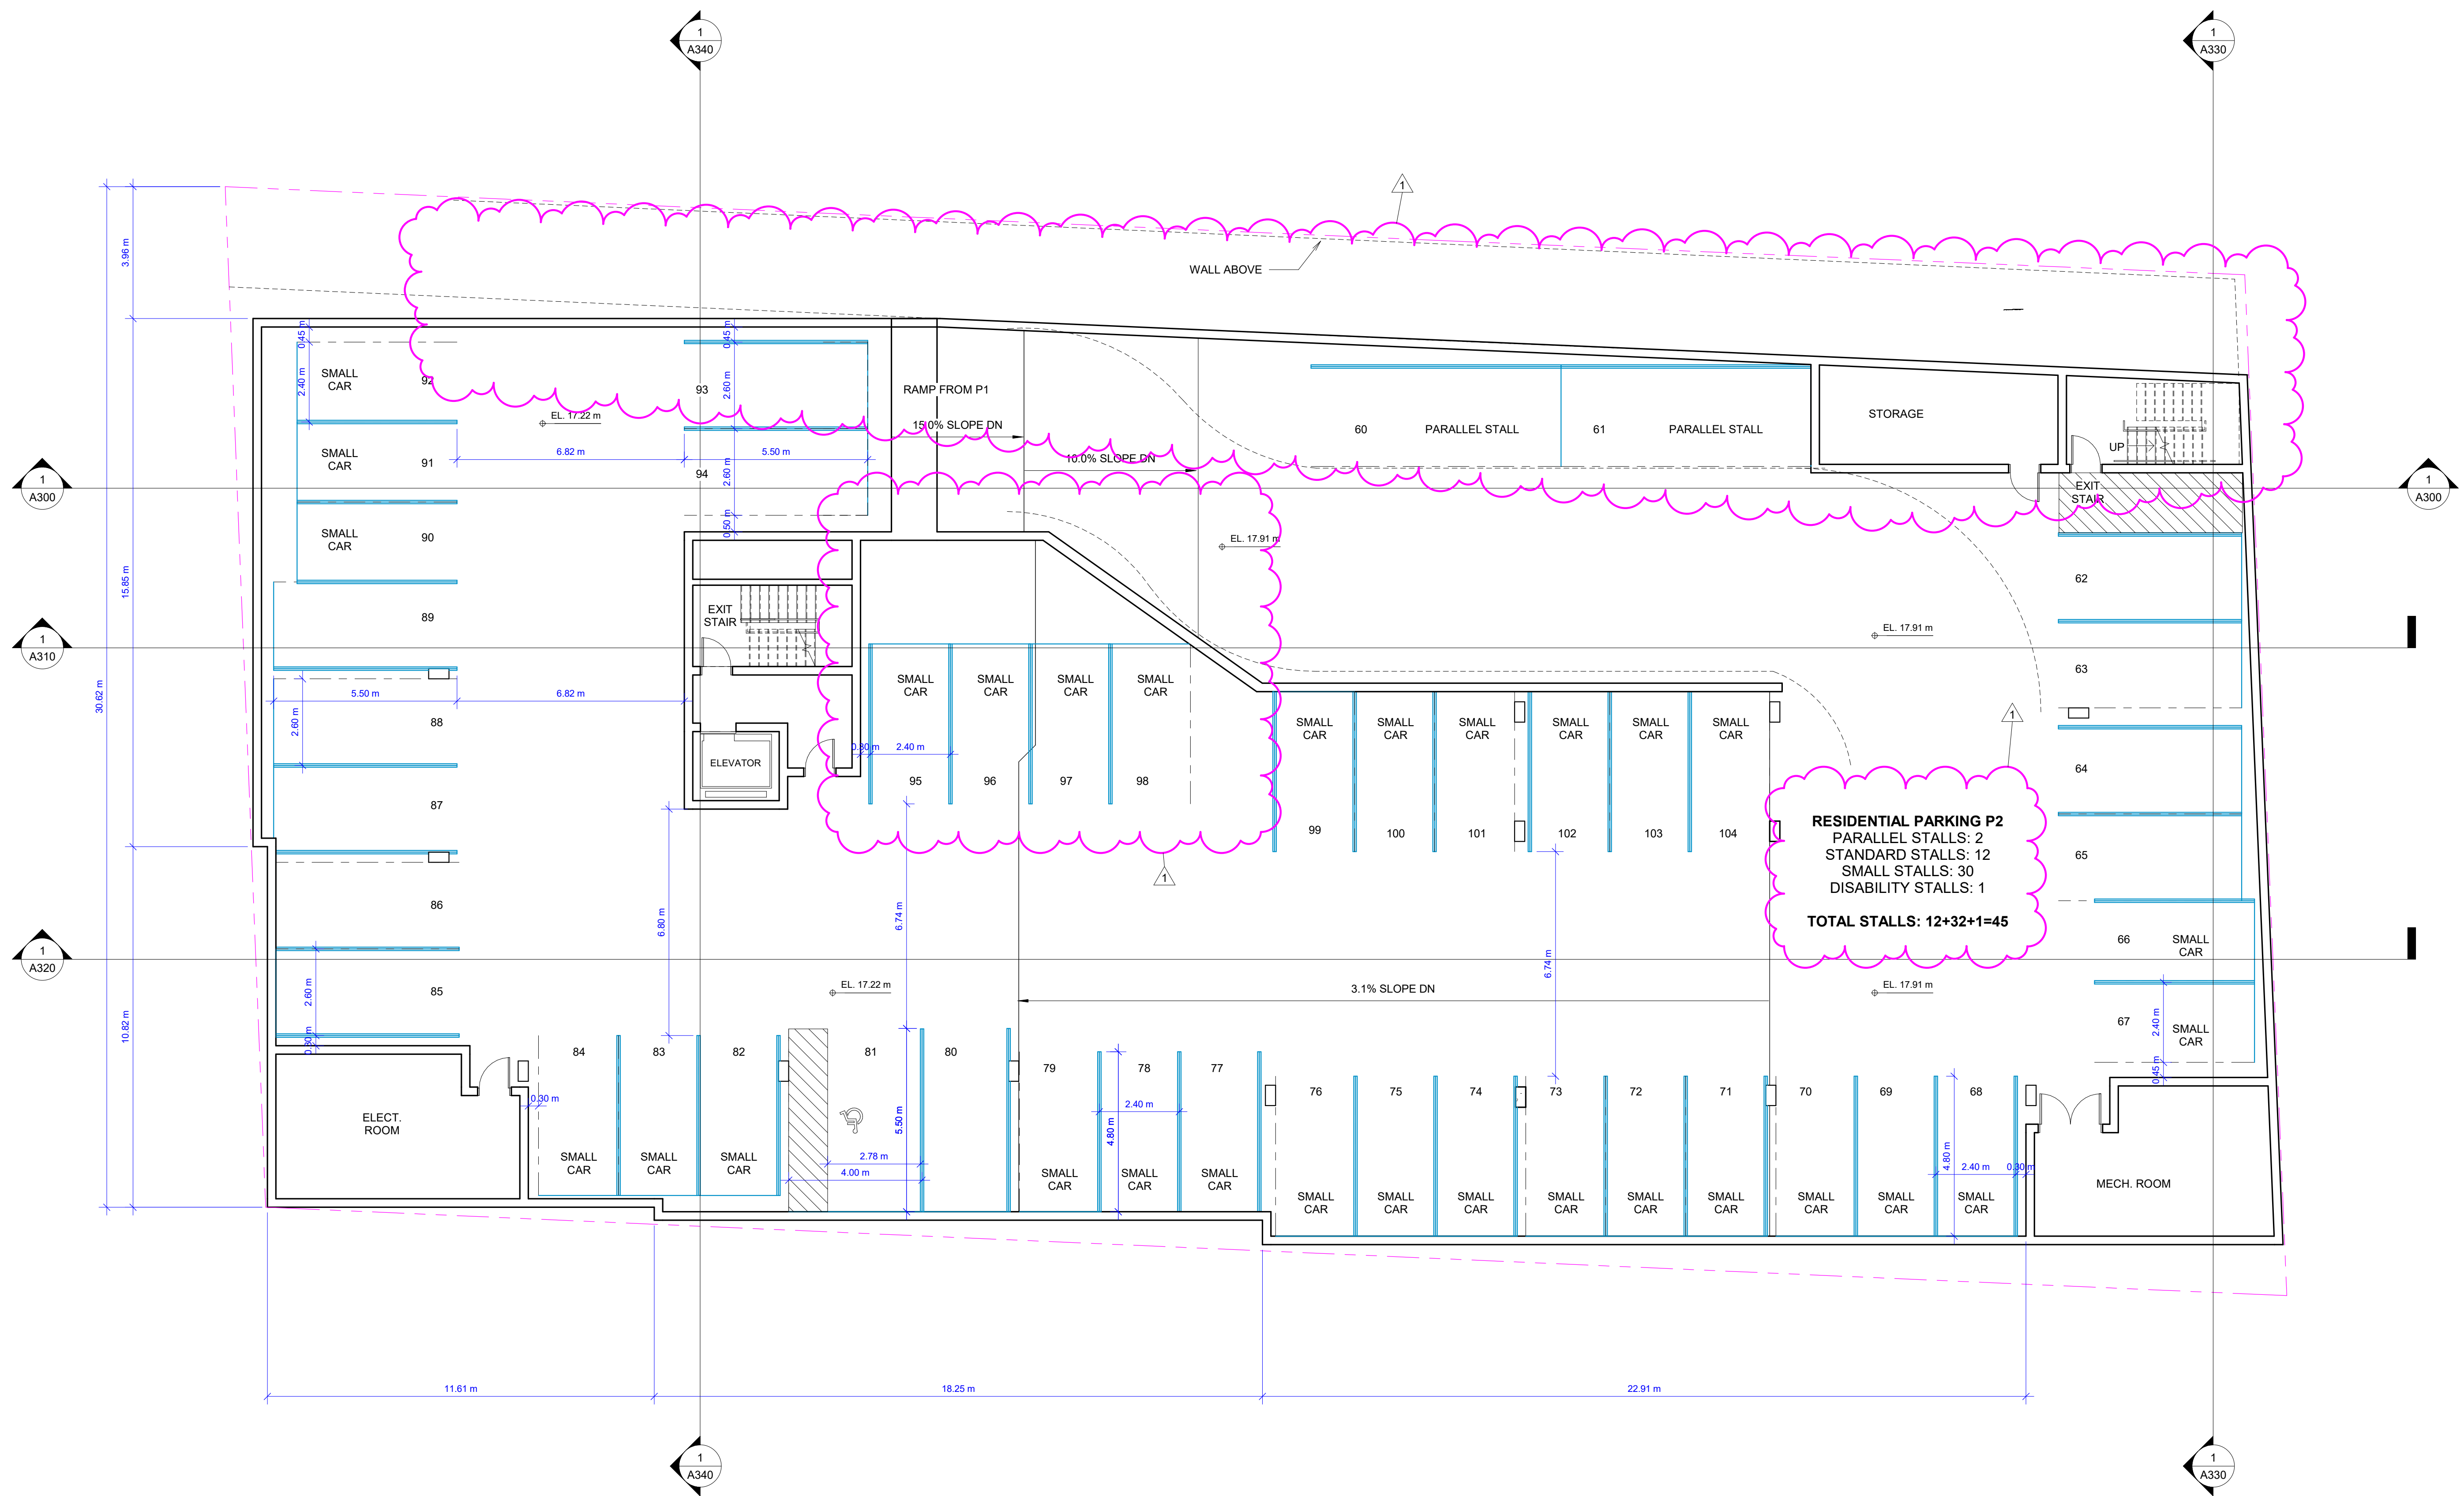 1
A340
1
A330
1
3.96 m
WALL ABOVE
0.45 m
0.45 m
SMALL
CAR
92
2.40 m
93
2.60 m
RAMP FROM P1
EL. 17.22 m
15.0% SLOPE DN
STORAGE
60
PARALLEL STALL
61
PARALLEL STALL
UP
SMALL
CAR
91
6.82 m
5.50 m
10.0% SLOPE DN
94
2.60 m
1
A300
1
A300
EXIT
STAIR
0.50 m
SMALL
CAR
90
EL. 17.91 m
15.85 m
62
89
EXIT
STAIR
EL. 17.91 m
1
A310
63
30.62 m
5.50 m
6.82 m
SMALL
CAR
SMALL
CAR
SMALL
CAR
SMALL
CAR
88
2.60 m
1
SMALL
CAR
SMALL
CAR
SMALL
CAR
SMALL
CAR
SMALL
CAR
SMALL
CAR
0.30 m
2.40 m
ELEVATOR
64
95
96
97
98
87
99
100
101
102
103
104
RESIDENTIAL PARKING P2
PARALLEL STALLS: 2
STANDARD STALLS: 12
SMALL STALLS: 30
DISABILITY STALLS: 1
TOTAL STALLS: 12+32+1=45
65
1
86
6.80 m
6.74 m
66
SMALL
CAR
1
A320
6.74 m
85
2.60 m
EL. 17.22 m
3.1% SLOPE DN
EL. 17.91 m
10.82 m
0.30 m
67
SMALL
CAR
2.40 m
0.45 m
84
83
82
81
80
79
78
77
76
75
74
73
72
71
70
69
68
0.30 m
2.40 m
ELECT.
ROOM
5.50 m
4.80 m
SMALL
CAR
SMALL
CAR
SMALL
CAR
2.78 m
4.00 m
SMALL
CAR
SMALL
CAR
SMALL
CAR
4.80 m
2.40 m
0.30 m
MECH. ROOM
SMALL
CAR
SMALL
CAR
SMALL
CAR
SMALL
CAR
SMALL
CAR
SMALL
CAR
SMALL
CAR
SMALL
CAR
SMALL
CAR
11.61 m
18.25 m
22.91 m
1
A340
1
A330